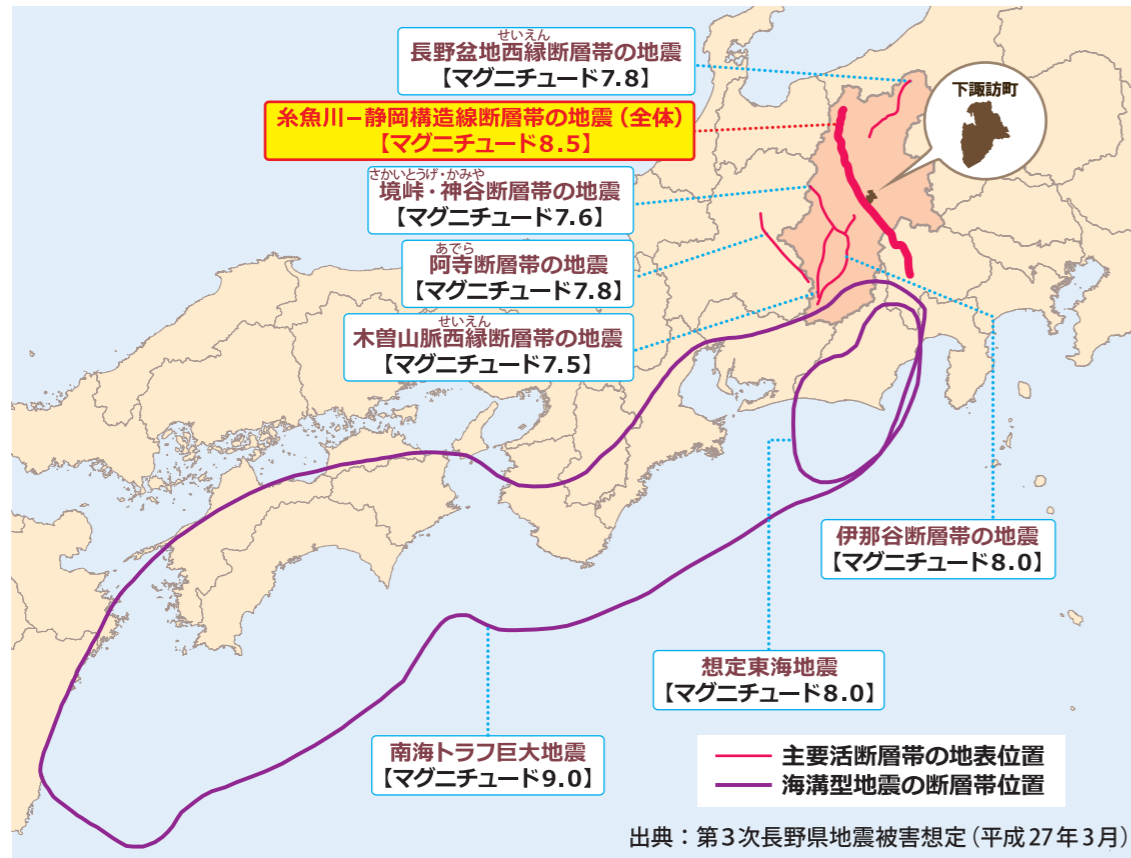 せいえん
長野盆地西縁断層帯の地震
【マグニチュード7.8】
下諏訪町
糸魚川−静岡構造線断層帯の地震（全体）
【マグニチュード8.5】
さかいとうげ・かみや
境峠・神谷断層帯の地震
【マグニチュード7.6】
あでら
阿寺断層帯の地震
【マグニチュード7.8】
せいえん
木曽山脈西縁断層帯の地震
【マグニチュード7.5】
伊那谷断層帯の地震
【マグニチュード8.0】
想定東海地震
【マグニチュード8.0】
南海トラフ巨大地震
【マグニチュード9.0】
主要活断層帯の地表位置
海溝型地震の断層帯位置
出典：第3次長野県地震被害想定（平成27年3月）